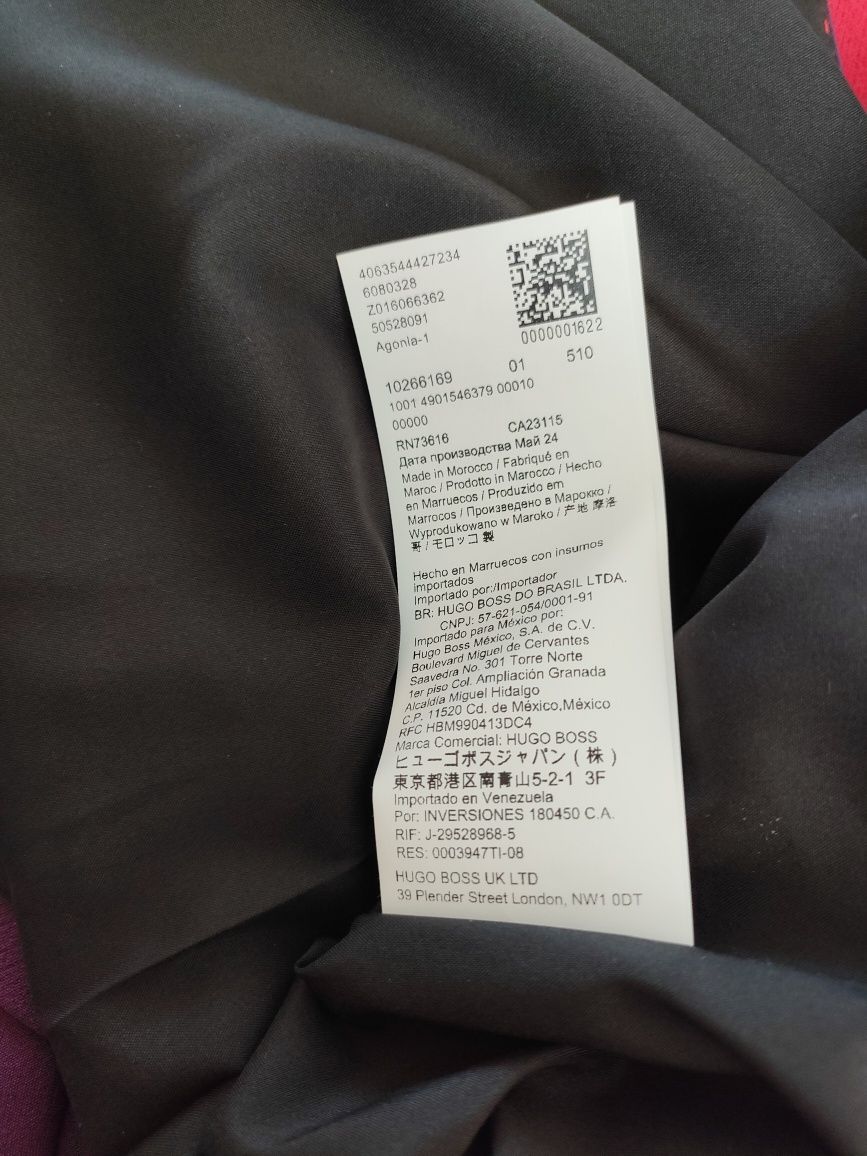 4063544427234
6080328
Z016066362
50528091
Agonla-1
0000001622
10266169 01 510
1001 4901546379 00010
00000
RN73616 CA23115
Дата производства Май 24
Made in Morocco / Fabriqué en
Maroc / Prodotto in Marocco / Hecho
en Marruecos / Produzido em
Marrocos / Произведено в Марокко /
Wyprodukowano w Maroko / 产地 摩洛
哥 / モロッコ 製
Hecho en Marruecos con insumos
importados
Importado por:/Importador
BR: HUGO BOSS DO BRASIL LTDA.
CNPJ: 57-621-054/0001-91
Importado para México por:
Hugo Boss México, S.A. de C.V.
Boulevard Miguel de Cervantes
Saavedra No. 301 Torre Norte
1er piso Col. Ampliación Granada
Alcaldía Miguel Hidalgo
C.P. 11520 Cd. de México,México
RFC HBM990413DC4
Marca Comercial: HUGO BOSS
ヒューゴボスジャパン ( 株 )
東京都港区南青山5-2-1 3F
Importado en Venezuela
Por: INVERSIONES 180450 C.A.
RIF: J-29528968-5
RES: 0003947TI-08
HUGO BOSS UK LTD
39 Plender Street London, NW1 0DT